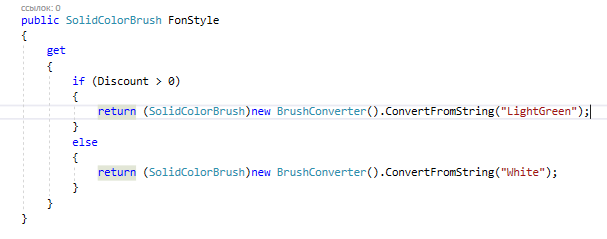 ссылок: 0
public SolidColorBrush FonStyle
{
get
{
if (Discount > 0)
{
return (SolidColorBrush)new BrushConverter().ConvertFromString("LightGreen");
}
else
{
return (SolidColorBrush)new BrushConverter().ConvertFromString("White");
}
}
}